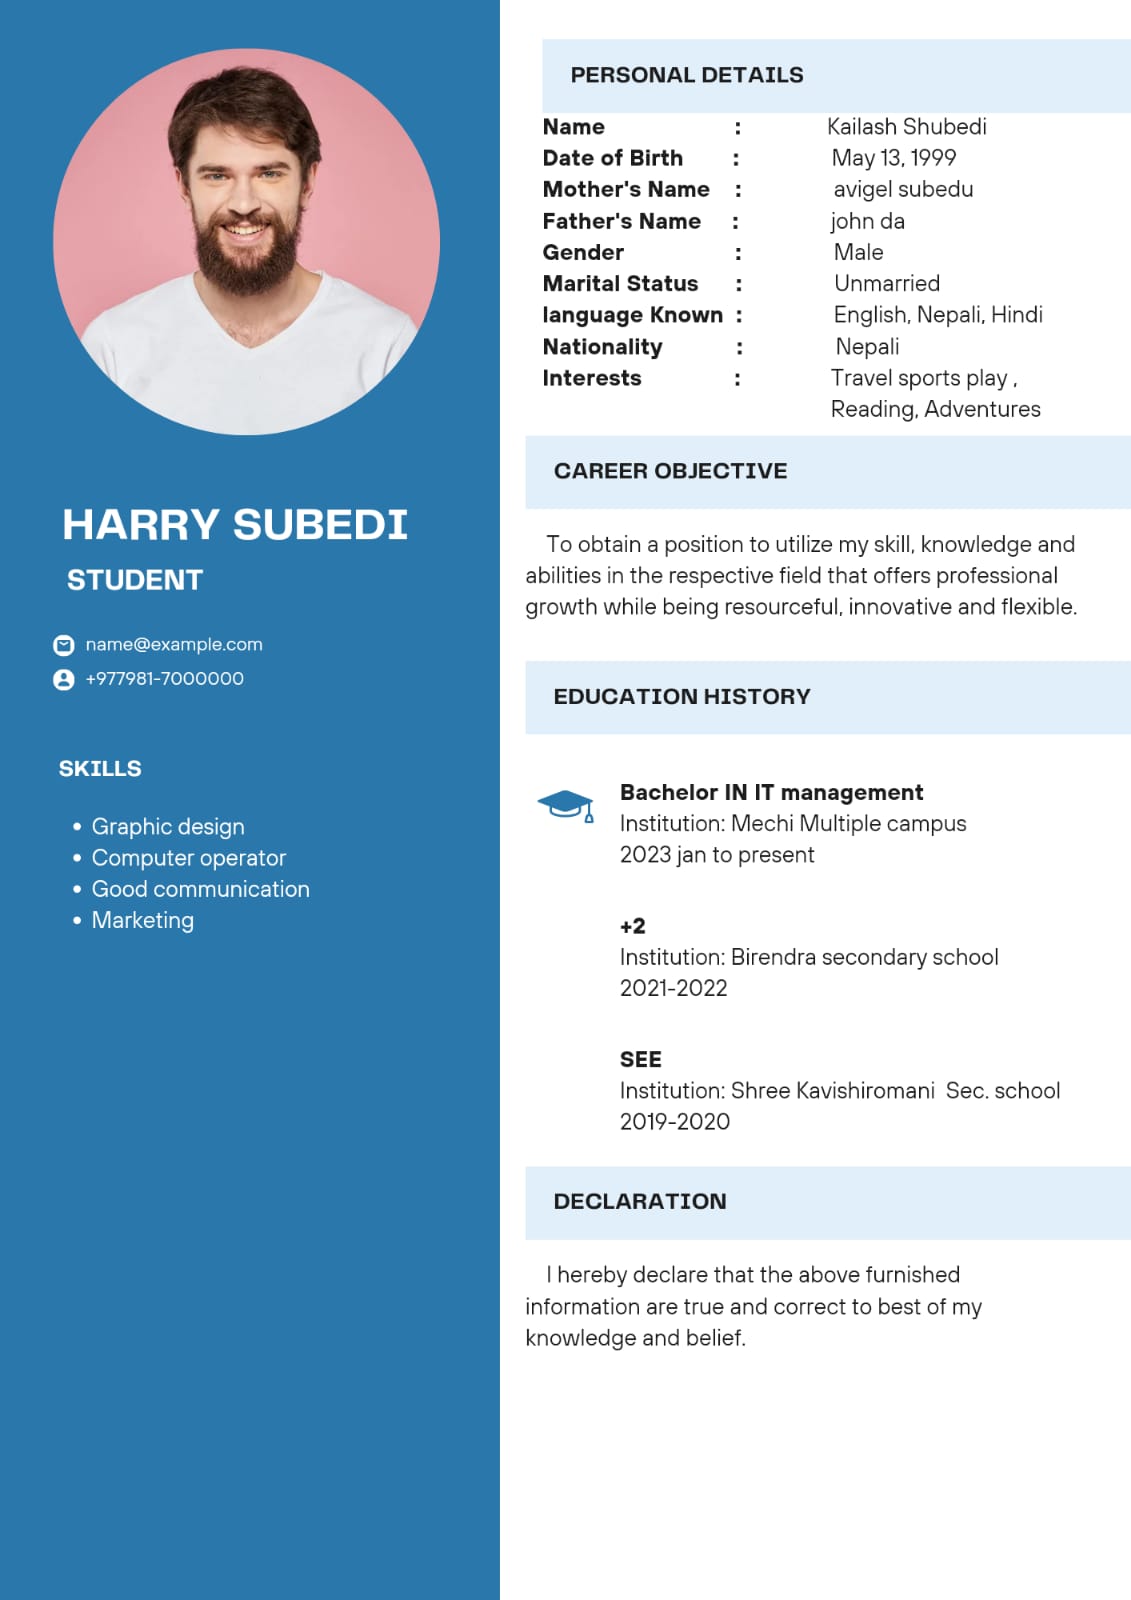 HARRY SUBEDI
STUDENT
name@example.com
+977981-7000000
SKILLS
• Graphic design
• Computer operator
• Good communication
• Marketing
PERSONAL DETAILS
Name : Kailash Shubedi
Date of Birth : May 13, 1999
Mother's Name : avigel subedu
Father's Name : john da
Gender : Male
Marital Status : Unmarried
language Known : English, Nepali, Hindi
Nationality : Nepali
Interests : Travel sports play ,
Reading, Adventures
CAREER OBJECTIVE
To obtain a position to utilize my skill, knowledge and
abilities in the respective field that offers professional
growth while being resourceful, innovative and flexible.
EDUCATION HISTORY
Bachelor IN IT management
Institution: Mechi Multiple campus
2023 jan to present
+2
Institution: Birendra secondary school
2021-2022
SEE
Institution: Shree Kavishiromani Sec. school
2019-2020
DECLARATION
I hereby declare that the above furnished
information are true and correct to best of my
knowledge and belief.